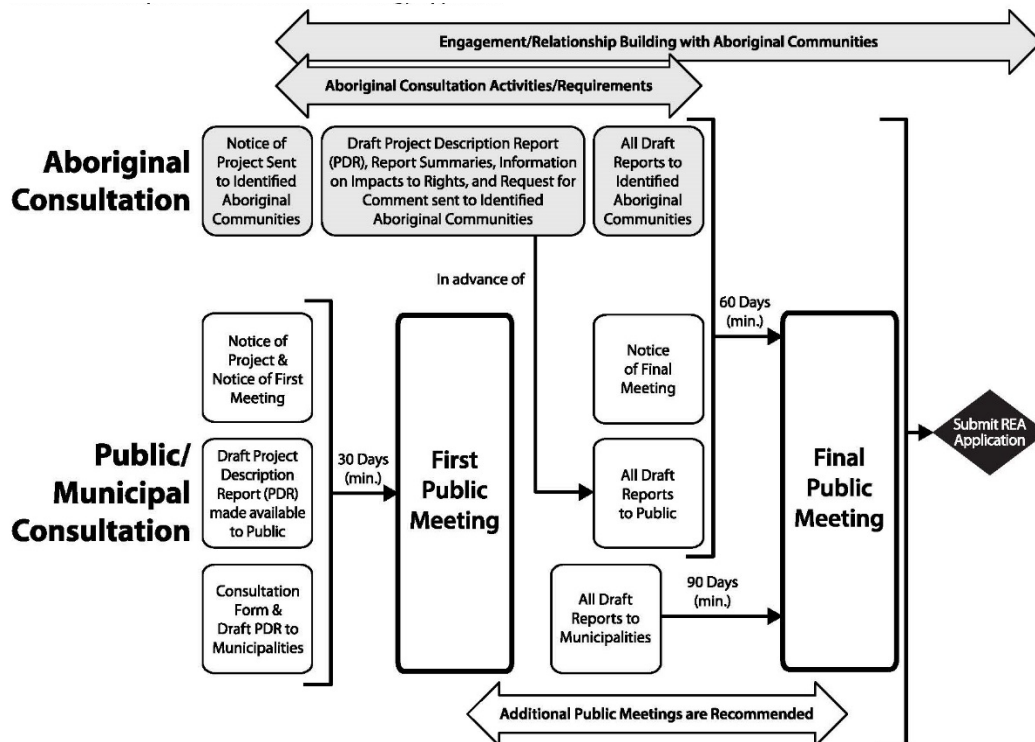 Engagement/Relationship Building with Aboriginal Communities
Aboriginal Consultation Activities/Requirements
Aboriginal
Consultation
Notice of
Project Sent
to Identified
Aboriginal
Communities
Draft Project Description Report
(PDR), Report Summaries, Information
on Impacts to Rights, and Request for
Comment sent to Identified
Aboriginal Communities
All Draft
Reports to
Identified
Aboriginal
Communities
In advance of
60 Days
(min.)
Public/
Municipal
Consultation
Notice of
Project &
Notice of First
Meeting
Draft Project
Description
Report (PDR)
made available
to Public
Consultation
Form &
Draft PDR to
Municipalities
30 Days
(min.)
First
Public
Meeting
Notice
of Final
Meeting
All Draft
Reports
to Public
All Draft
Reports to
Municipalities
90 Days
(min.)
Final
Public
Meeting
Submit REA
Application
Additional Public Meetings are Recommended